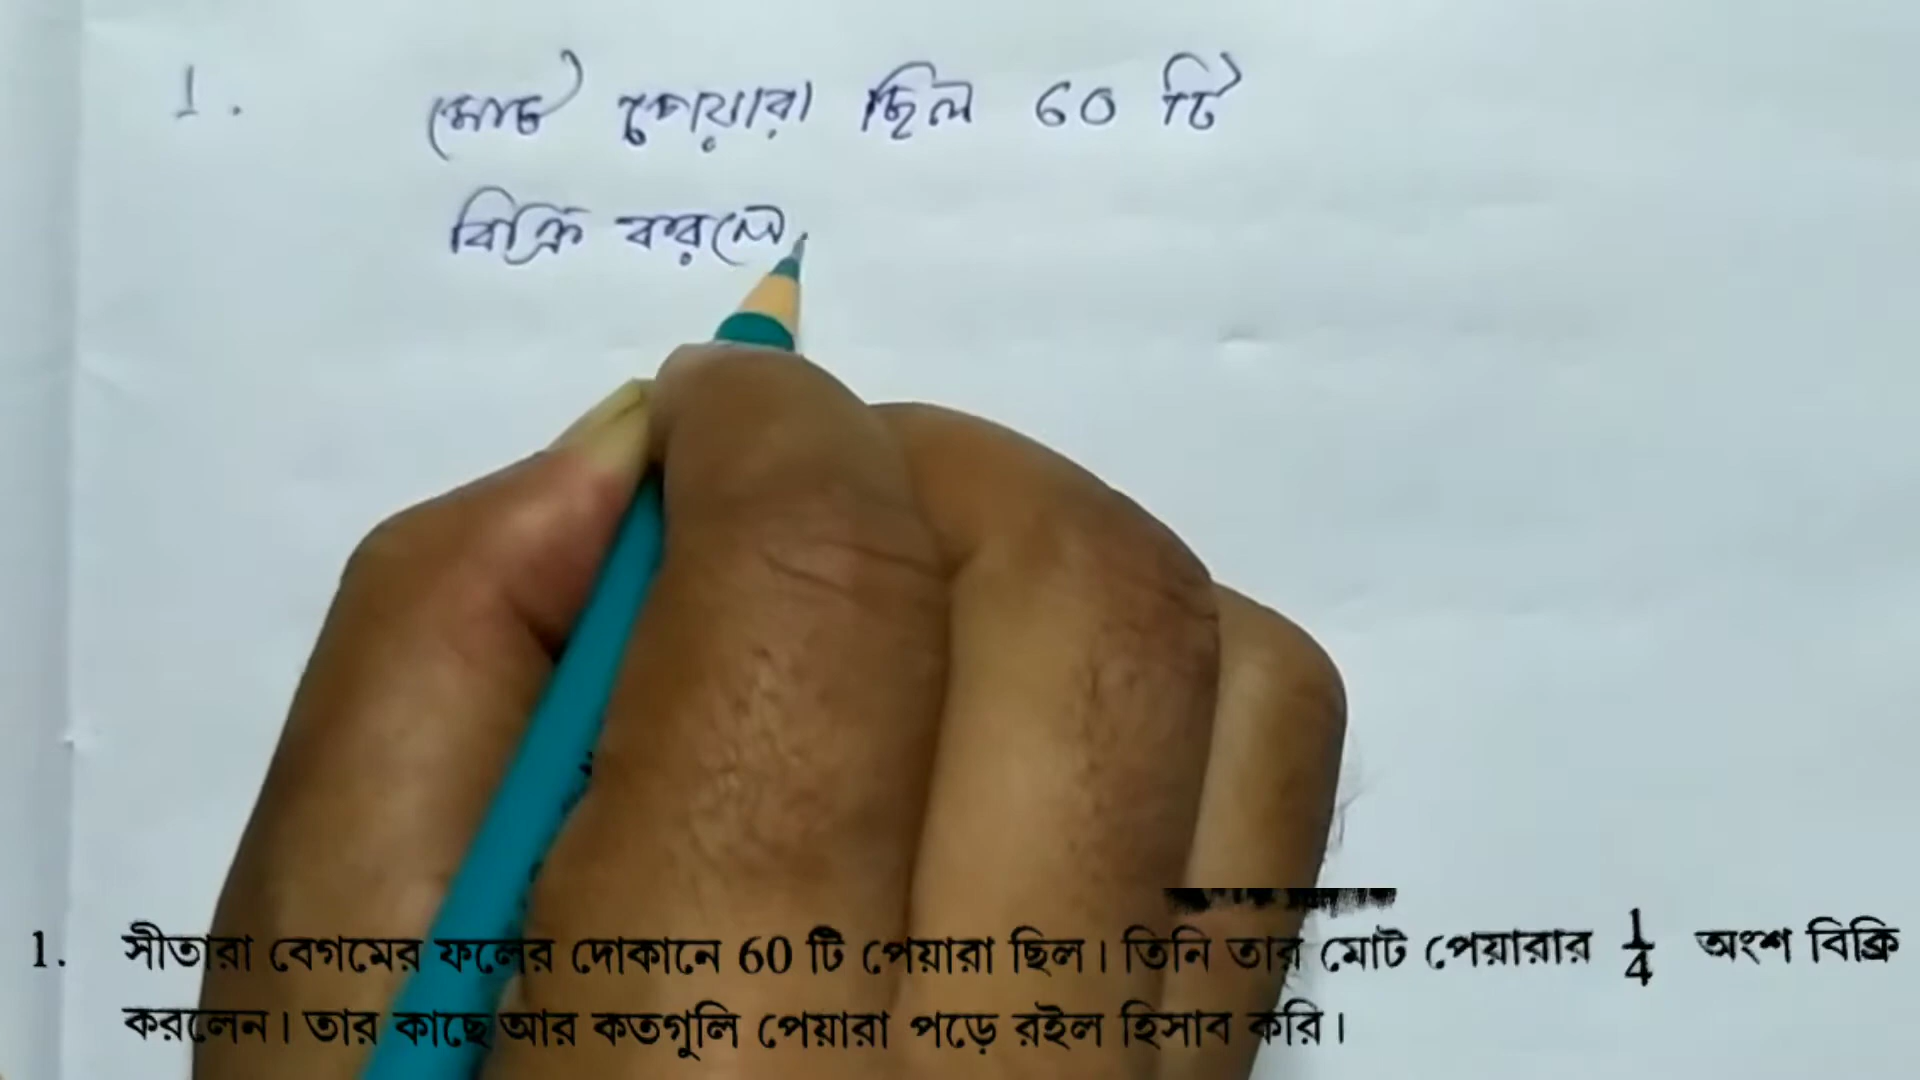 1. মোট পেয়ারা ছিল 60 টি
বিক্রি করলে
1. সীতারা বেগমের ফলের দোকানে 60 টি পেয়ারা ছিল। তিনি তার মোট পেয়ারার 1/4 অংশ বিক্রি
করলেন। তার কাছে আর কতগুলি পেয়ারা পড়ে রইল হিসাব করি।